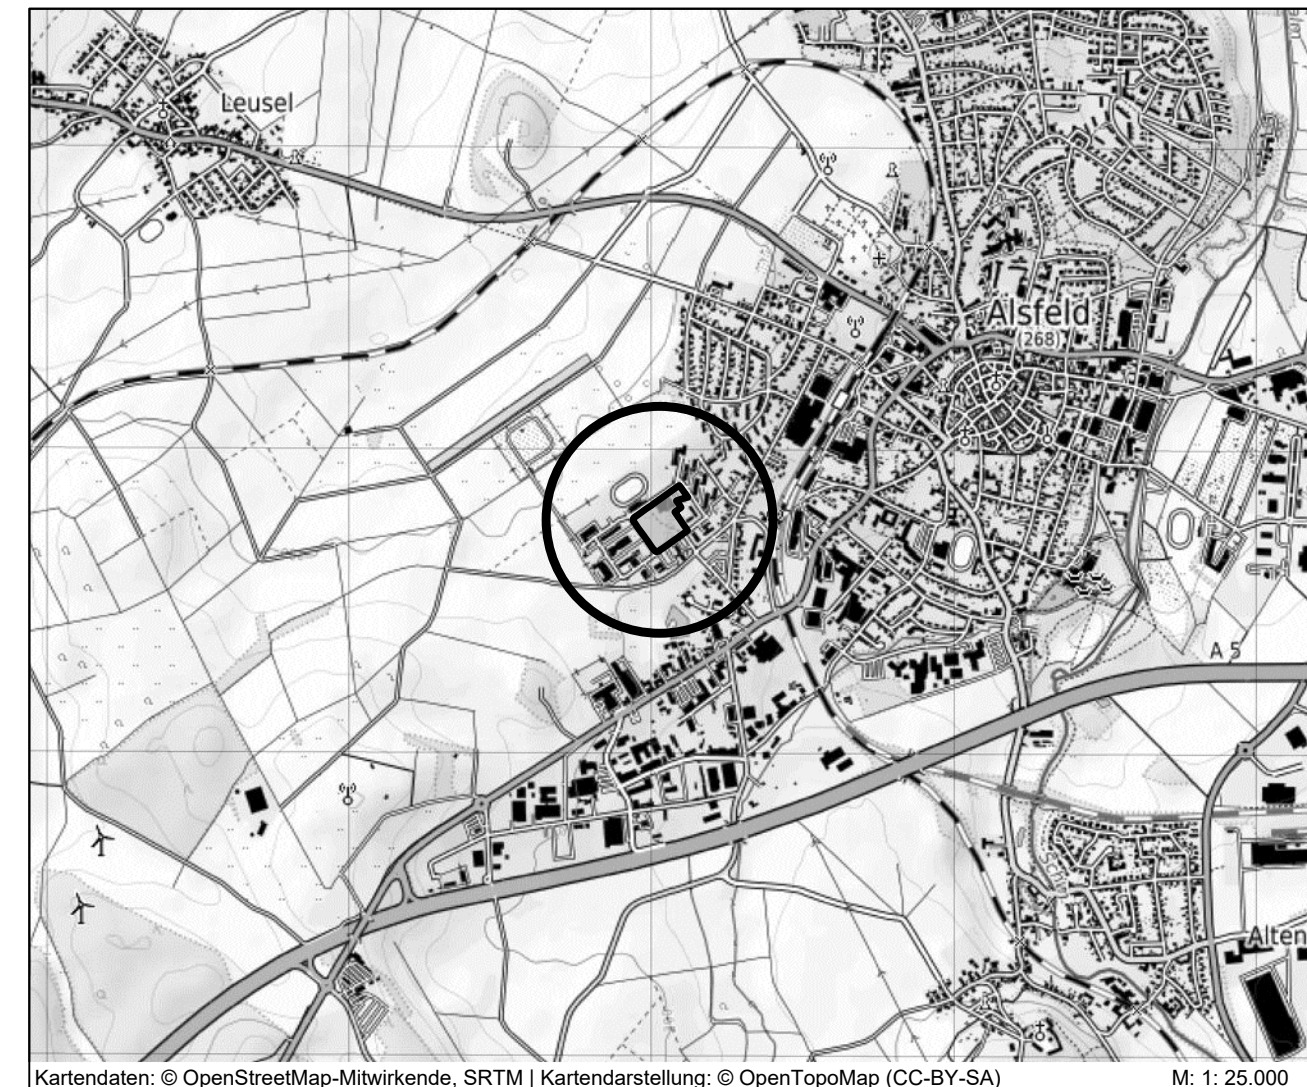 Leusel
Alsfeld
(268)
A 5
Alten
Kartendaten: © OpenStreetMap-Mitwirkende, SRTM | Kartendarstellung: © OpenTopoMap (CC-BY-SA)
M: 1: 25.000